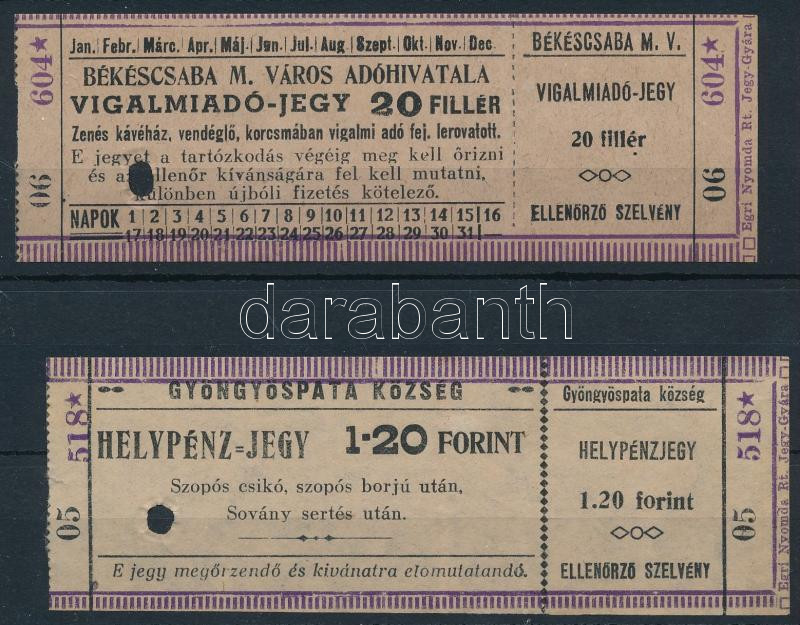 604★
06
Jan. Febr. Márc. Apr. Máj. Jun. Jul. Aug. Szept. Okt. Nov. Dec.
BÉKÉSCSABA M. VÁROS ADÓHIVATALA
VIGALMIADÓ-JEGY 20 FILLÉR
Zenés kávéház, vendéglő, korcsmában vigalmi adó fej. lerovatott.
E jegyet a tartózkodás végéig meg kell őrizni
és az ellenőr kívánságára fel kell mutatni,
különben újbóli fizetés kötelező.
NAPOK 1 2 3 4 5 6 7 8 9 10 11 12 13 14 15 16
17 18 19 20 21 22 23 24 25 26 27 28 29 30 31 —
BÉKÉSCSABA M. V.
VIGALMIADÓ-JEGY
20 fillér
ELLENŐRZŐ SZELVÉNY
604★
06
Egri Nyomda Rt. Jegy-Gyára
darabanth
518★
05
GYÖNGYÖSPATA KÖZSÉG
HELYPÉNZ=JEGY 1·20 FORINT
Szopós csikó, szopós borjú után,
Sovány sertés után.
E jegy megőrzendő és kivánatra elomutatandó.
Gyöngyöspata község
HELYPÉNZJEGY
1.20 forint
ELLENŐRZŐ SZELVÉNY
518★
05
Egri Nyomda Rt. Jegy-Gyára